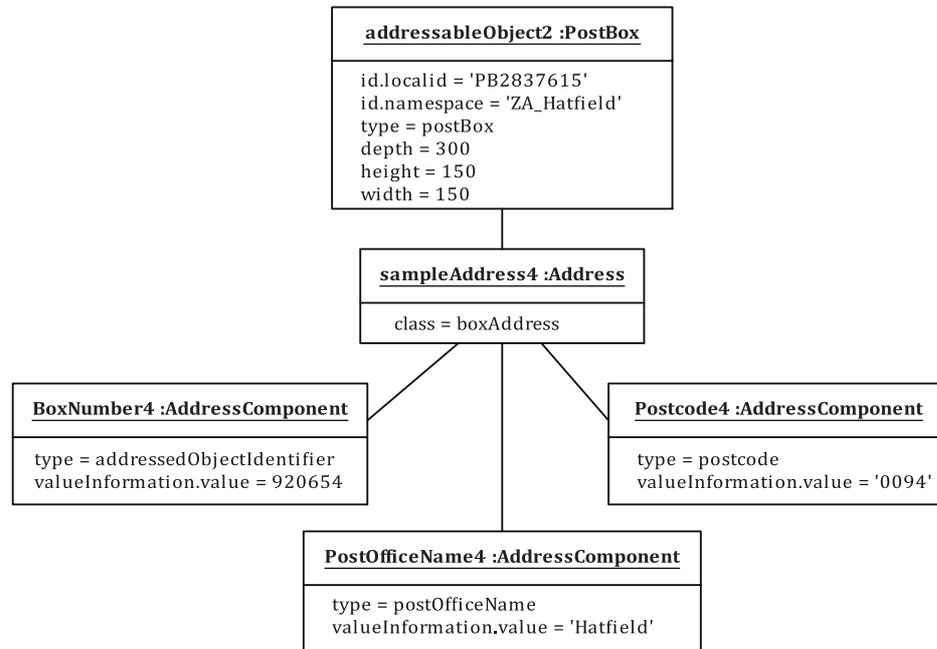 addressableObject2 :PostBox
id.localid = 'PB2837615'
id.namespace = 'ZA_Hatfield'
type = postBox
depth = 300
height = 150
width = 150
sampleAddress4 :Address
class = boxAddress
BoxNumber4 :AddressComponent
type = addressedObjectIdentifier
valueInformation.value = 920654
Postcode4 :AddressComponent
type = postcode
valueInformation.value = '0094'
PostOfficeName4 :AddressComponent
type = postOfficeName
valueInformation.value = 'Hatfield'